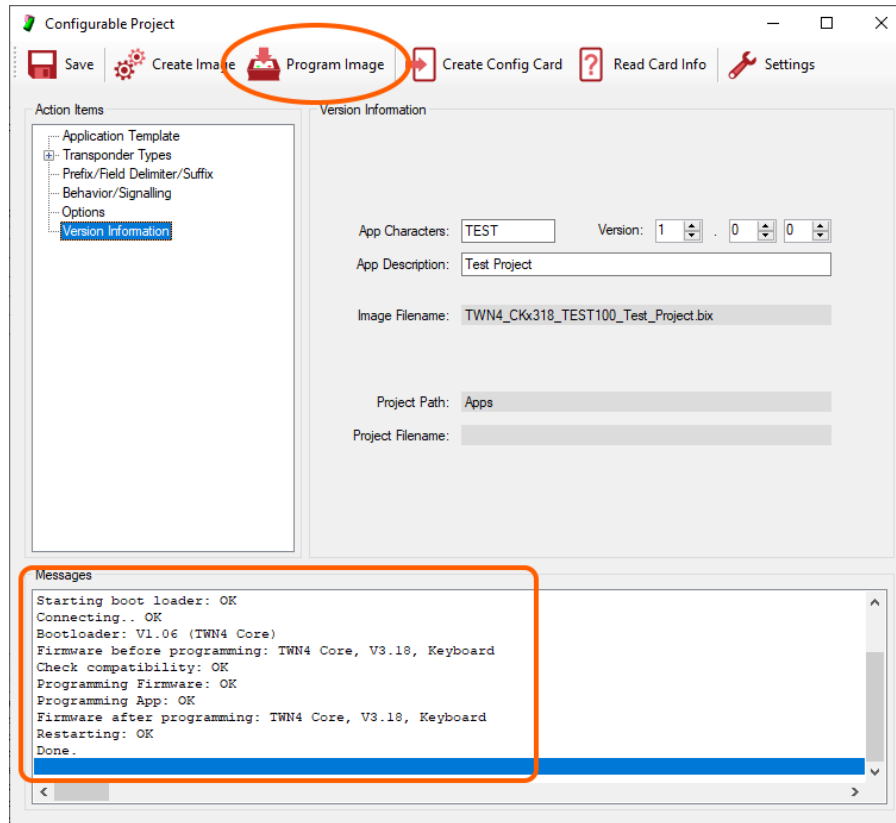 Configurable Project
Save Create Image Program Image Create Config Card ? Read Card Info Settings
Action Items
Application Template
Transponder Types
Prefix/Field Delimiter/Suffix
Behavior/Signalling
Options
Version Information
Version Information
App Characters: TEST Version: 1 . 0 0
App Description: Test Project
Image Filename: TWN4_CKx318_TEST100_Test_Project.bix
Project Path: Apps
Project Filename:
Messages
Starting boot loader: OK
Connecting.. OK
Bootloader: V1.06 (TWN4 Core)
Firmware before programming: TWN4 Core, V3.18, Keyboard
Check compatibility: OK
Programming Firmware: OK
Programming App: OK
Firmware after programming: TWN4 Core, V3.18, Keyboard
Restarting: OK
Done.